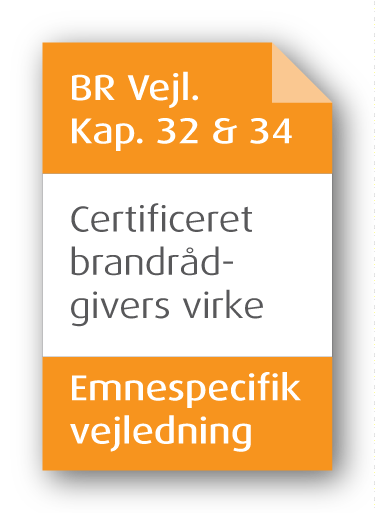 BR Vejl.
Kap. 32 & 34
Certificeret
brandråd-
givers virke
Emnespecifik
vejledning